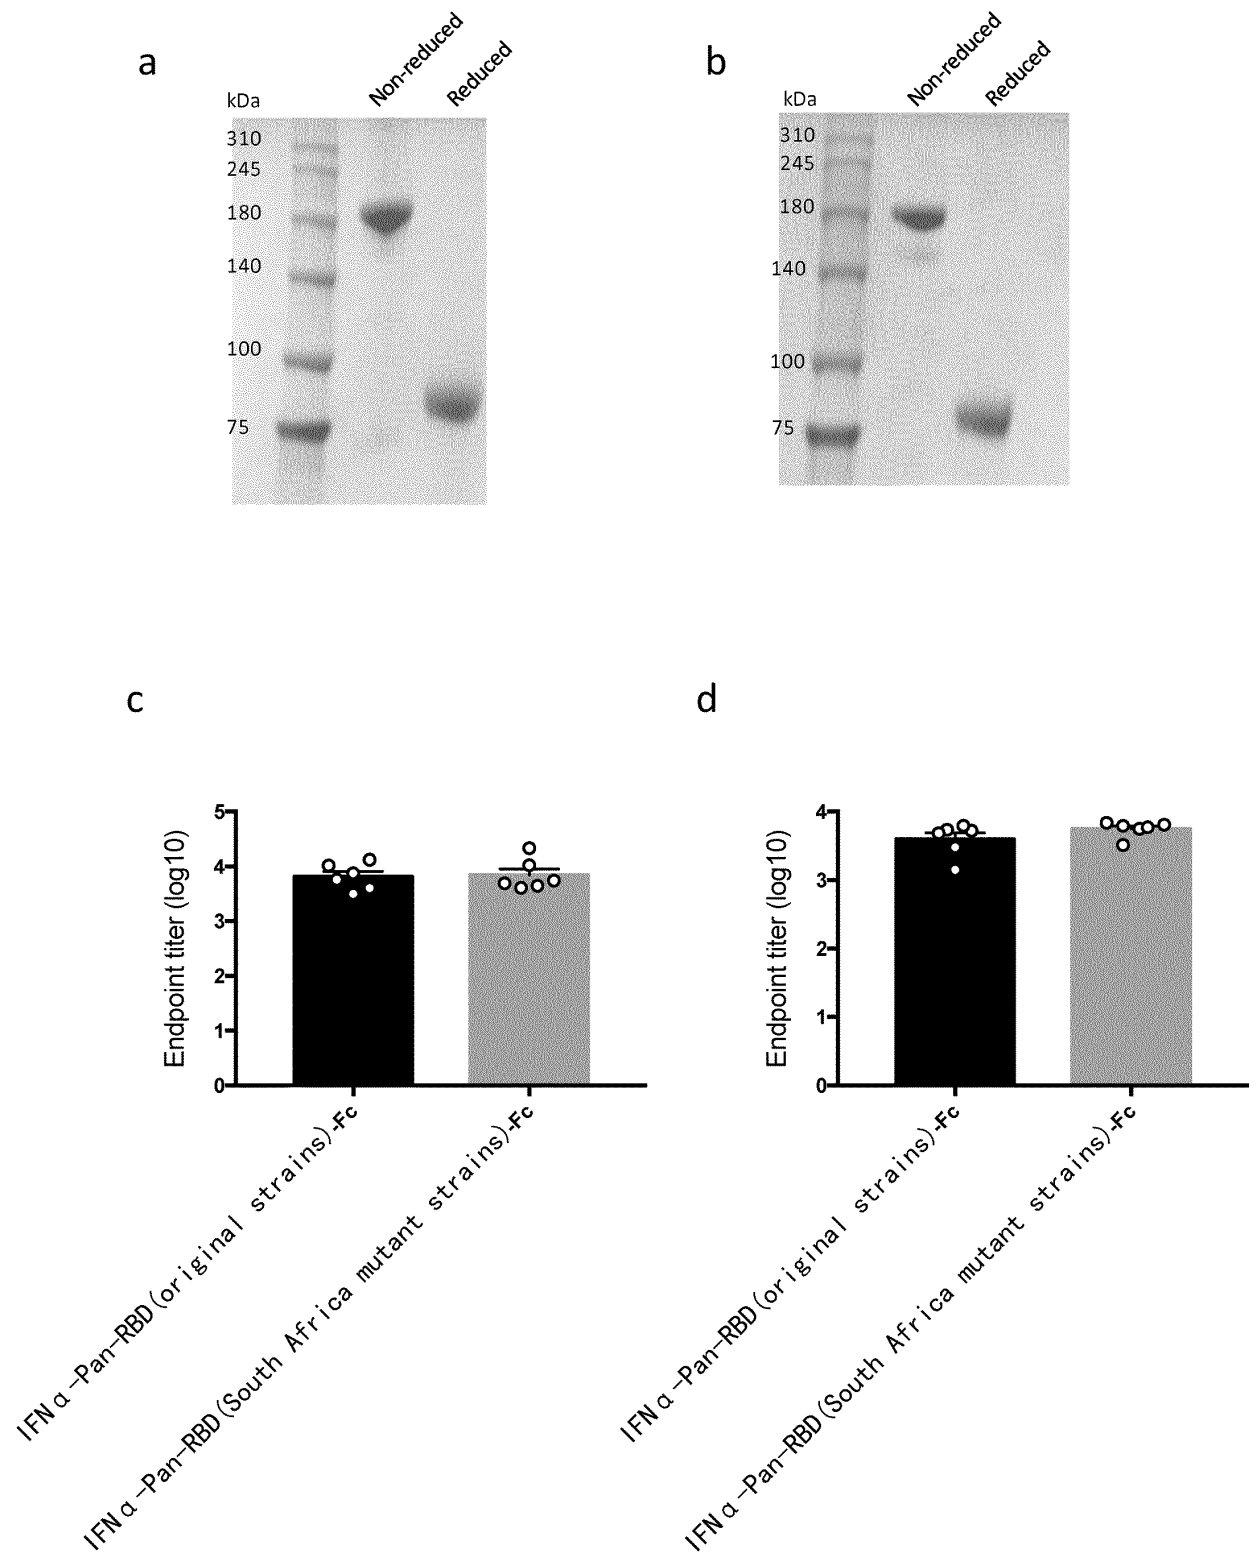 a
Non-reduced
Reduced
kDa
310
245
180
140
100
75
b
Non-reduced
Reduced
kDa
310
245
180
140
100
75
c
Endpoint titer (log10)
5
4
3
2
1
0
IFNα-Pan-RBD(original strains)-Fc
IFNα-Pan-RBD(South Africa mutant strains)-Fc
d
Endpoint titer (log10)
4
3
2
1
0
IFNα-Pan-RBD(original strains)-Fc
IFNα-Pan-RBD(South Africa mutant strains)-Fc